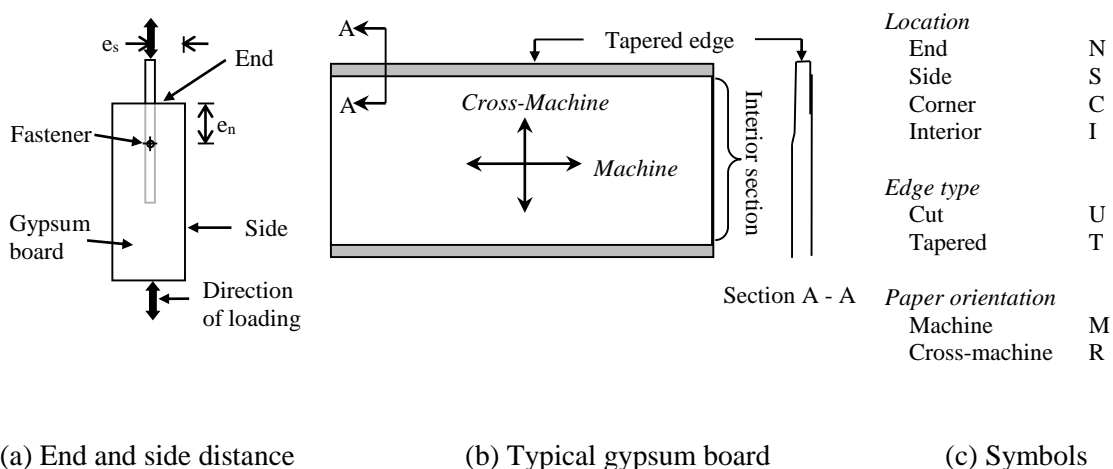 e_s
End
Fastener
e_n
Gypsum
board
Side
Direction
of loading
(a) End and side distance
A
A
Tapered edge
Cross-Machine
Machine
Interior section
Section A - A
(b) Typical gypsum board
Location
End N
Side S
Corner C
Interior I
Edge type
Cut U
Tapered T
Paper orientation
Machine M
Cross-machine R
(c) Symbols